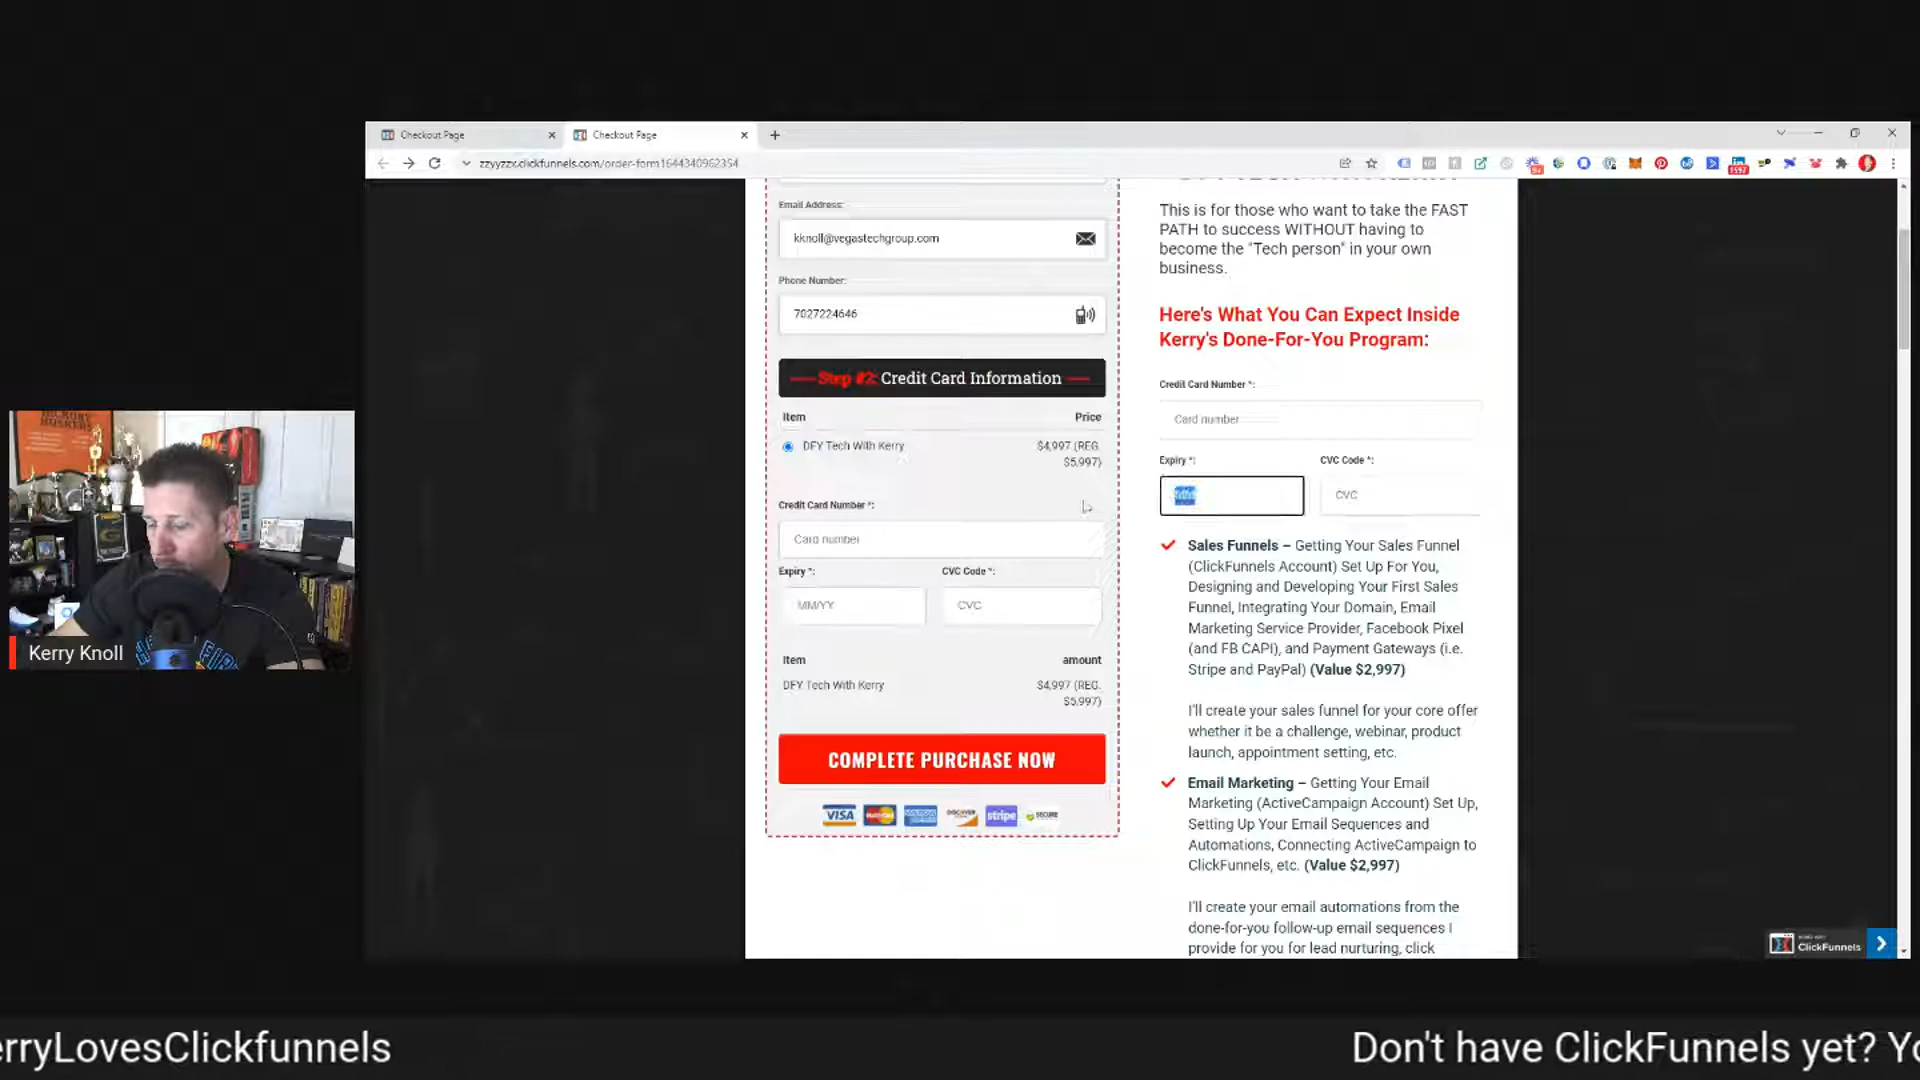 Checkout Page
Checkout Page
zzyyzzx.clickfunnels.com/order-form1644340962354
Email Address:
kknoll@vegastechgroup.com
Phone Number:
7027224646
Step #2: Credit Card Information
Item Price
DFY Tech With Kerry $4,997 (REG.
$5,997)
Credit Card Number *:
Card number
Expiry *: CVC Code *:
MM/YY CVC
Item amount
DFY Tech With Kerry $4,997 (REG.
$5,997)
COMPLETE PURCHASE NOW
VISA
DISCOVER
stripe
SECURE
This is for those who want to take the FAST
PATH to success WITHOUT having to
become the "Tech person" in your own
business.
Here's What You Can Expect Inside
Kerry's Done-For-You Program:
Credit Card Number *:
Card number
Expiry *: CVC Code *:
CVC
Sales Funnels – Getting Your Sales Funnel
(ClickFunnels Account) Set Up For You,
Designing and Developing Your First Sales
Funnel, Integrating Your Domain, Email
Marketing Service Provider, Facebook Pixel
(and FB CAPI), and Payment Gateways (i.e.
Stripe and PayPal) (Value $2,997)
I'll create your sales funnel for your core offer
whether it be a challenge, webinar, product
launch, appointment setting, etc.
Email Marketing – Getting Your Email
Marketing (ActiveCampaign Account) Set Up,
Setting Up Your Email Sequences and
Automations, Connecting ActiveCampaign to
ClickFunnels, etc. (Value $2,997)
I'll create your email automations from the
done-for-you follow-up email sequences I
provide for you for lead nurturing, click
ClickFunnels
HICKORY
HUSKERS
Kerry Knoll
erryLovesClickfunnels
Don't have ClickFunnels yet? Yo